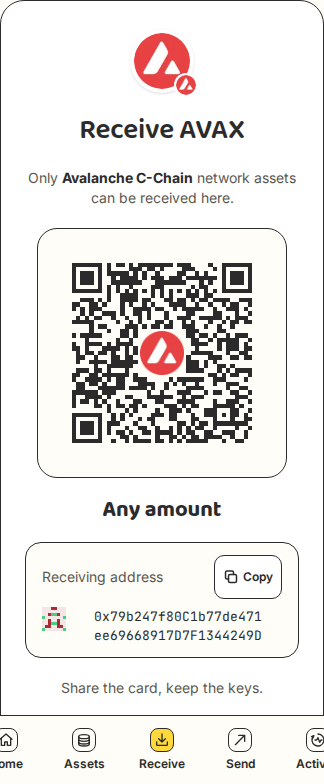 Receive AVAX
Only Avalanche C-Chain network assets
can be received here.
Any amount
Receiving address
Copy
0x79b247f80C1b77de471
ee69668917D7F1344249D
Share the card, keep the keys.
ome Assets Receive Send Activ